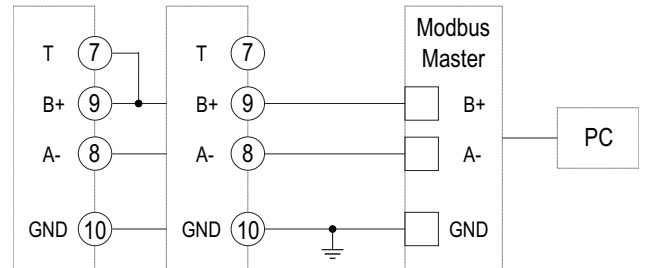 Modbus
Master
T 7 T 7
B+ 9 B+ 9 B+
PC
A- 8 A- 8 A-
GND 10 GND 10 GND